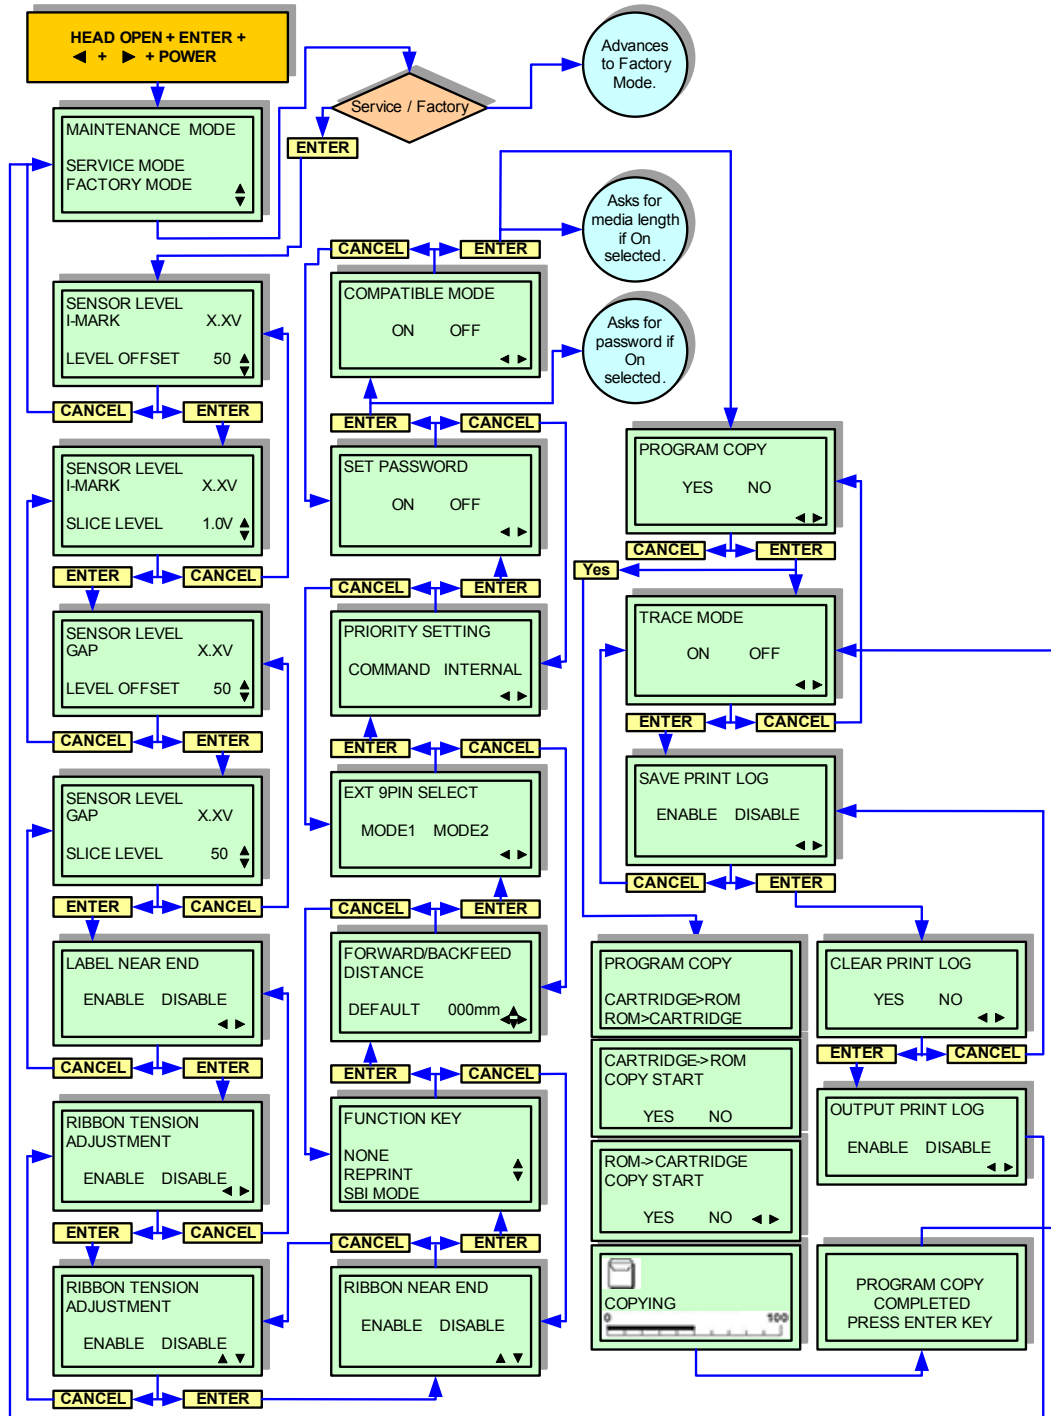 HEAD OPEN + ENTER +
◄ + ► + POWER
MAINTENANCE MODE
SERVICE MODE
FACTORY MODE
Service / Factory
ENTER
Advances
to Factory
Mode.
SENSOR LEVEL
I-MARK X.XV
LEVEL OFFSET 50
CANCEL ENTER
SENSOR LEVEL
I-MARK X.XV
SLICE LEVEL 1.0V
ENTER CANCEL
SENSOR LEVEL
GAP X.XV
LEVEL OFFSET 50
CANCEL ENTER
SENSOR LEVEL
GAP X.XV
SLICE LEVEL 50
ENTER CANCEL
LABEL NEAR END
ENABLE DISABLE
CANCEL ENTER
RIBBON TENSION
ADJUSTMENT
ENABLE DISABLE
ENTER CANCEL
RIBBON TENSION
ADJUSTMENT
ENABLE DISABLE
CANCEL ENTER
CANCEL ENTER
COMPATIBLE MODE
ON OFF
Asks for
media length
if On
selected.
Asks for
password if
On
selected.
ENTER CANCEL
SET PASSWORD
ON OFF
CANCEL ENTER
PRIORITY SETTING
COMMAND INTERNAL
ENTER CANCEL
EXT 9PIN SELECT
MODE1 MODE2
CANCEL ENTER
FORWARD/BACKFEED
DISTANCE
DEFAULT 000mm
ENTER CANCEL
FUNCTION KEY
NONE
REPRINT
SBI MODE
CANCEL ENTER
RIBBON NEAR END
ENABLE DISABLE
PROGRAM COPY
YES NO
CANCEL ENTER
Yes
TRACE MODE
ON OFF
ENTER CANCEL
SAVE PRINT LOG
ENABLE DISABLE
CANCEL ENTER
PROGRAM COPY
CARTRIDGE>ROM
ROM>CARTRIDGE
CARTRIDGE->ROM
COPY START
YES NO
ROM->CARTRIDGE
COPY START
YES NO
COPYING
0 100
CLEAR PRINT LOG
YES NO
ENTER CANCEL
OUTPUT PRINT LOG
ENABLE DISABLE
PROGRAM COPY
COMPLETED
PRESS ENTER KEY